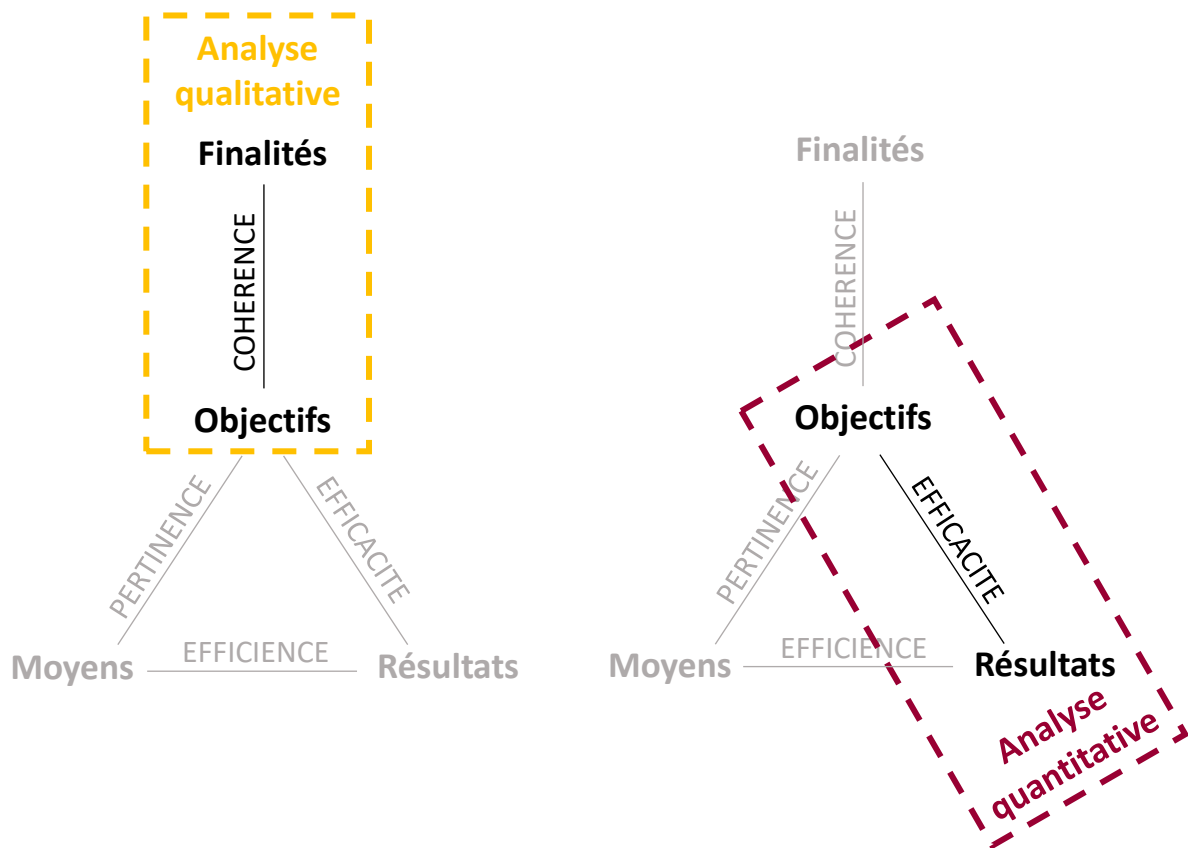 Analyse
qualitative
Finalités
COHERENCE
Objectifs
PERTINENCE
EFFICACITE
Moyens
EFFICIENCE
Résultats
Finalités
COHERENCE
Objectifs
PERTINENCE
EFFICACITE
Moyens
EFFICIENCE
Résultats
Analyse
quantitative